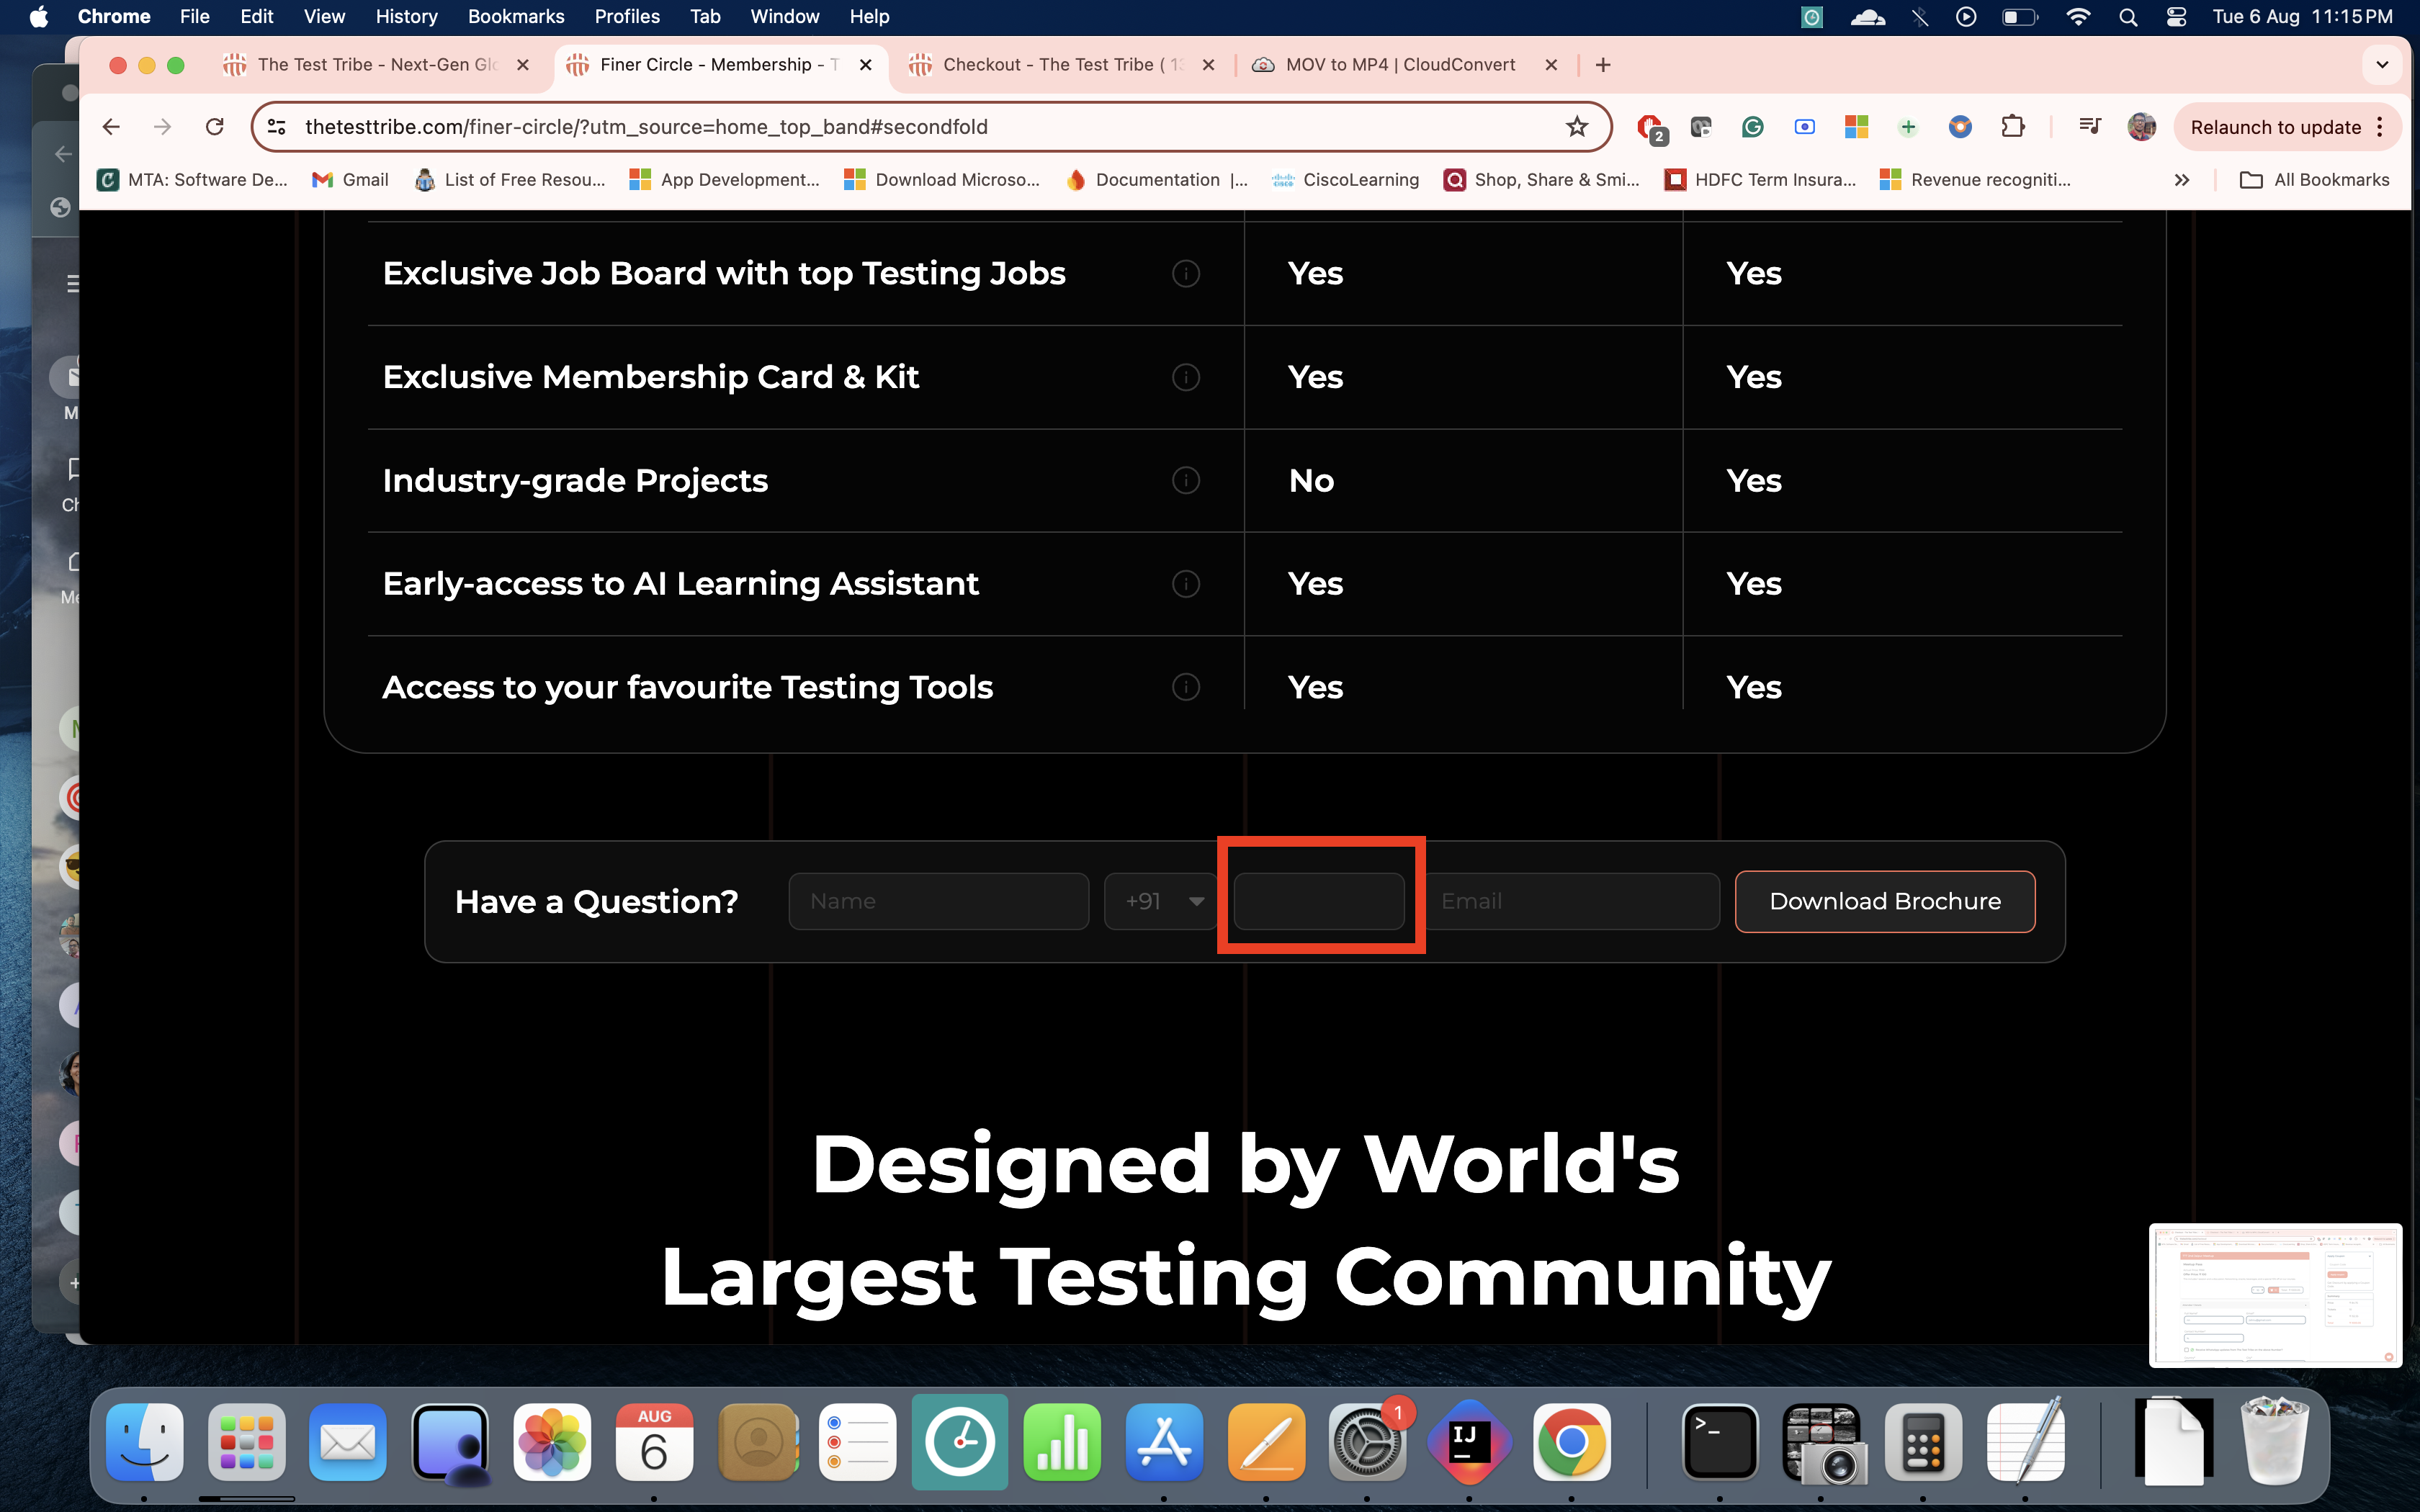 Chrome File Edit View History Bookmarks Profiles Tab Window Help Tue 6 Aug 11:15 PM
The Test Tribe - Next-Gen Glo Finer Circle - Membership - T Checkout - The Test Tribe ( 13 MOV to MP4 | CloudConvert
thetesttribe.com/finer-circle/?utm_source=home_top_band#secondfold 2 Relaunch to update
MTA: Software De... Gmail List of Free Resou... App Development... Download Microso... Documentation |... CiscoLearning Shop, Share & Smi... HDFC Term Insura... Revenue recogniti... All Bookmarks
Exclusive Job Board with top Testing Jobs Yes Yes
Exclusive Membership Card & Kit Yes Yes
Industry-grade Projects No Yes
Early-access to AI Learning Assistant Yes Yes
Access to your favourite Testing Tools Yes Yes
Have a Question? Name +91 Email Download Brochure
Designed by World's
Largest Testing Community
AUG
6
1
IJ